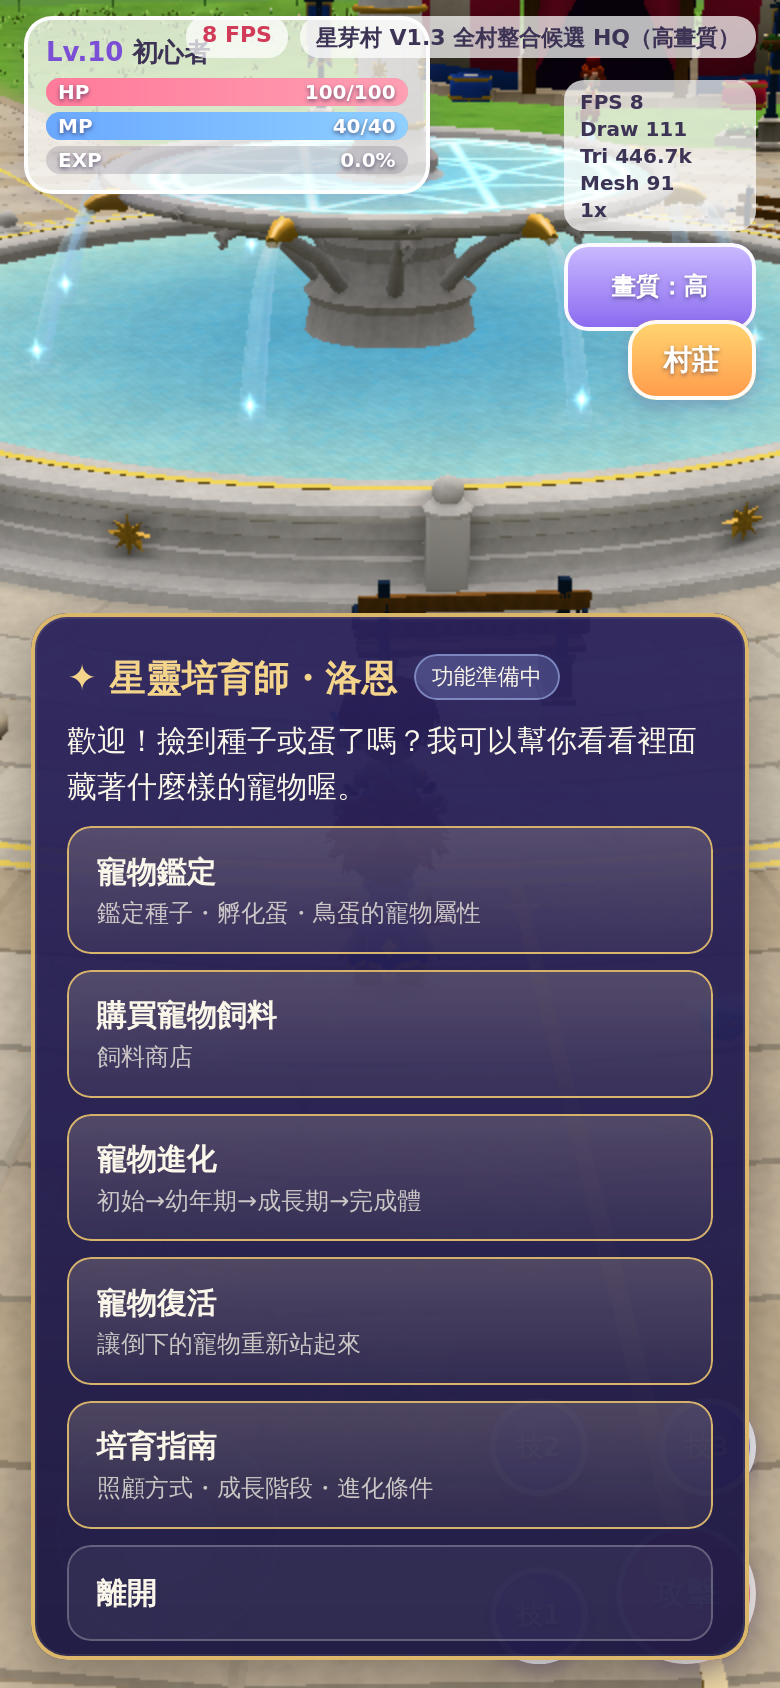 Lv.10 初心者
8 FPS
星芽村 V1.3 全村整合候選 HQ（高畫質）
HP 100/100
MP 40/40
EXP 0.0%
FPS 8
Draw 111
Tri 446.7k
Mesh 91
1x
畫質：高
村莊
✦ 星靈培育師・洛恩 功能準備中
歡迎！撿到種子或蛋了嗎？我可以幫你看看裡面
藏著什麼樣的寵物喔。
寵物鑑定
鑑定種子・孵化蛋・鳥蛋的寵物屬性
購買寵物飼料
飼料商店
寵物進化
初始→幼年期→成長期→完成體
寵物復活
讓倒下的寵物重新站起來
技2
技3
培育指南
照顧方式・成長階段・進化條件
離開
技1
攻擊